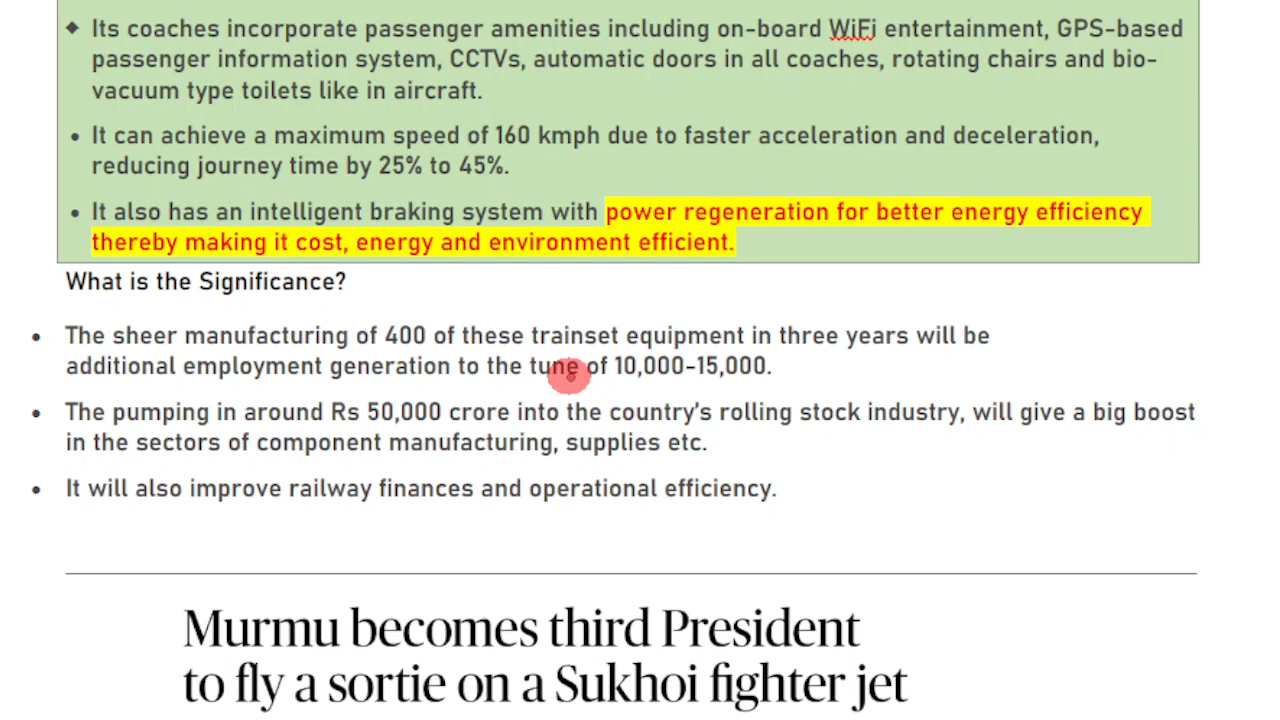 ◆ Its coaches incorporate passenger amenities including on-board WiFi entertainment, GPS-based
passenger information system, CCTVs, automatic doors in all coaches, rotating chairs and bio-
vacuum type toilets like in aircraft.
• It can achieve a maximum speed of 160 kmph due to faster acceleration and deceleration,
reducing journey time by 25% to 45%.
• It also has an intelligent braking system with power regeneration for better energy efficiency
thereby making it cost, energy and environment efficient.
What is the Significance?
• The sheer manufacturing of 400 of these trainset equipment in three years will be
additional employment generation to the tune of 10,000-15,000.
• The pumping in around Rs 50,000 crore into the country's rolling stock industry, will give a big boost
in the sectors of component manufacturing, supplies etc.
• It will also improve railway finances and operational efficiency.
Murmu becomes third President
to fly a sortie on a Sukhoi fighter jet